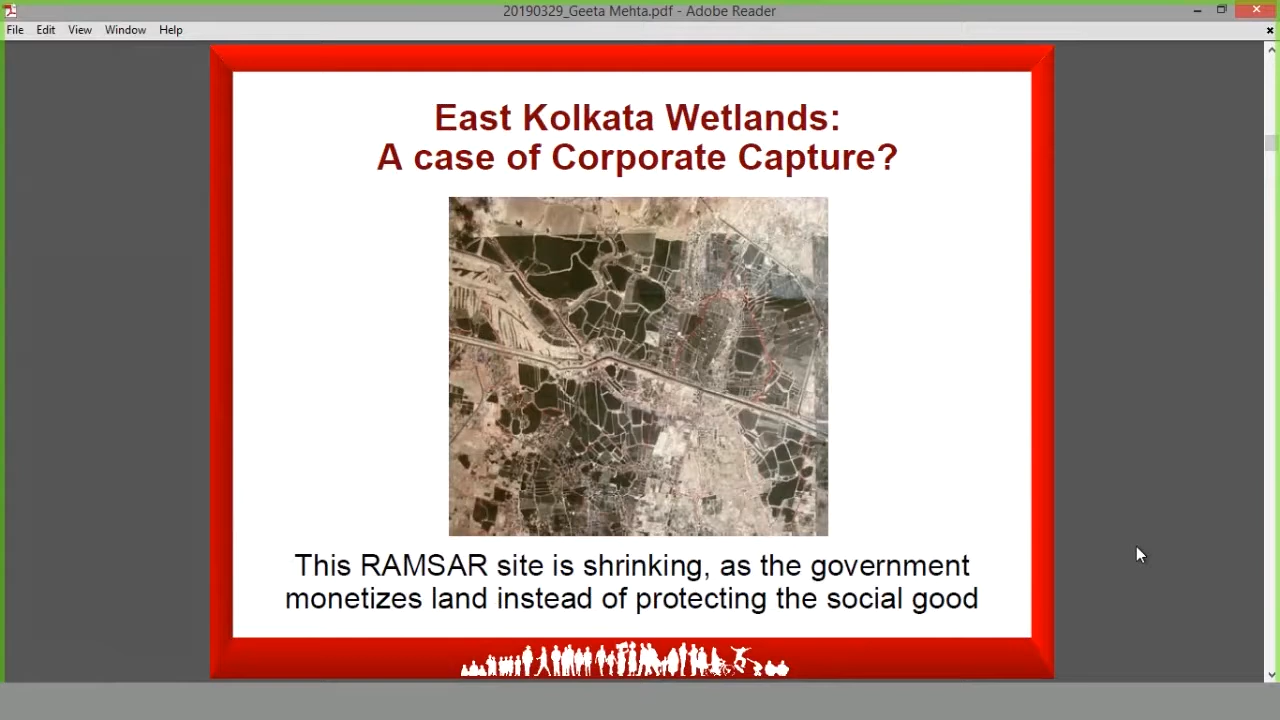 20190329_Geeta Mehta.pdf - Adobe Reader
File Edit View Window Help
East Kolkata Wetlands:
A case of Corporate Capture?
This RAMSAR site is shrinking, as the government
monetizes land instead of protecting the social good